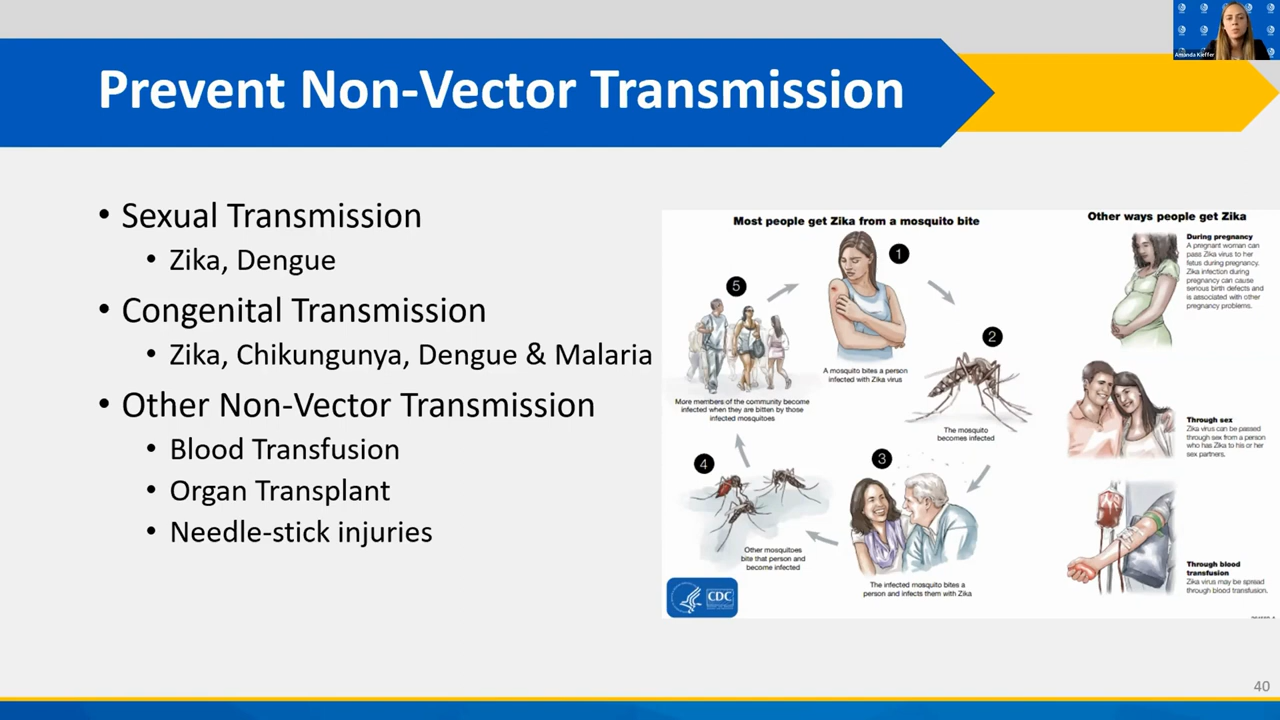 Prevent Non-Vector Transmission
Amanda Kieffer
• Sexual Transmission
• Zika, Dengue
• Congenital Transmission
• Zika, Chikungunya, Dengue & Malaria
• Other Non-Vector Transmission
• Blood Transfusion
• Organ Transplant
• Needle-stick injuries
Most people get Zika from a mosquito bite
1
A mosquito bites a person
infected with Zika virus
2
The mosquito
becomes infected
3
The infected mosquito bites a
person and infects them with Zika
4
Other mosquitoes
bite that person and
become infected
5
More members of the community become
infected when they are bitten by those
infected mosquitoes
CDC
Other ways people get Zika
During pregnancy
A pregnant woman can
pass Zika virus to her
fetus during pregnancy.
Zika infection during
pregnancy can cause
serious birth defects and
is associated with other
pregnancy problems.
Through sex
Zika virus can be passed
through sex from a person
who has Zika to his or her
sex partners.
Through blood
transfusion
Zika virus may be spread
through blood transfusion.
40